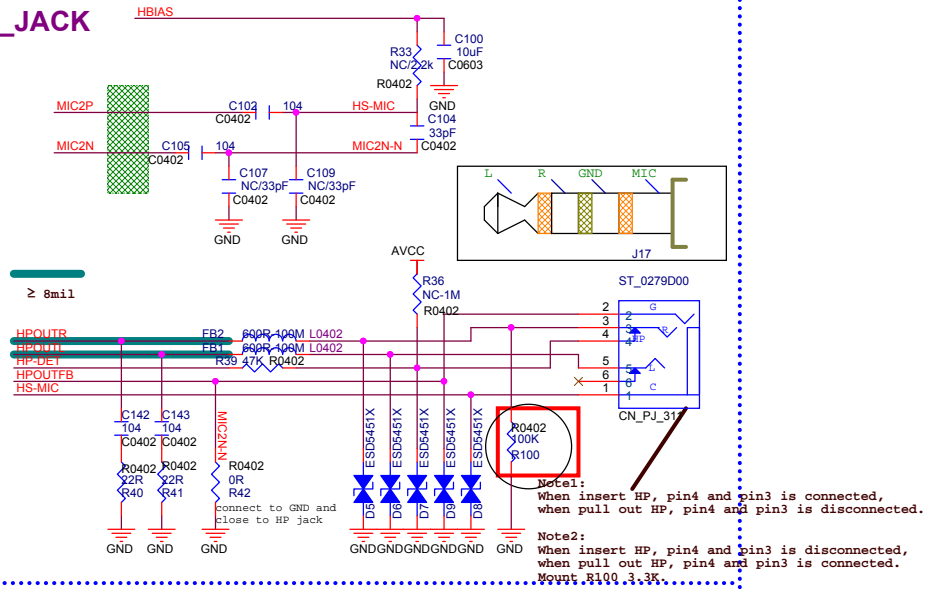 _JACK
HBIAS
C100
10uF
C0603
R33
NC/2.2k
R0402
GND
MIC2P
C102
104
C0402
HS-MIC
C104
33pF
C0402
MIC2N
C105
104
C0402
MIC2N-N
C107
NC/33pF
C0402
C109
NC/33pF
C0402
GND
GND
L R GND MIC
J17
AVCC
R36
NC-1M
R0402
ST_0279D00
≥ 8mil
HPOUTR
FB2 600R-100M L0402
HPOUTL
FB1 600R-100M L0402
HP-DET
R39 47K R0402
HPOUTFB
HS-MIC
2 2 G
3 3 R
4 4 HP
5 5 L
6 6
1 1 C
CN_PJ_311
C142
104
C0402
C143
104
C0402
MIC2N-N
R0402
22R
R40
R0402
22R
R41
R0402
0R
R42
connect to GND and
close to HP jack
ESD5451X
D5
ESD5451X
D6
ESD5451X
D7
ESD5451X
D9
ESD5451X
D8
R0402
100K
R100
GND GND GND GND GND GND GND GND GND
Note1:
When insert HP, pin4 and pin3 is connected,
when pull out HP, pin4 and pin3 is disconnected.
Note2:
When insert HP, pin4 and pin3 is disconnected,
when pull out HP, pin4 and pin3 is connected.
Mount R100 3.3K.